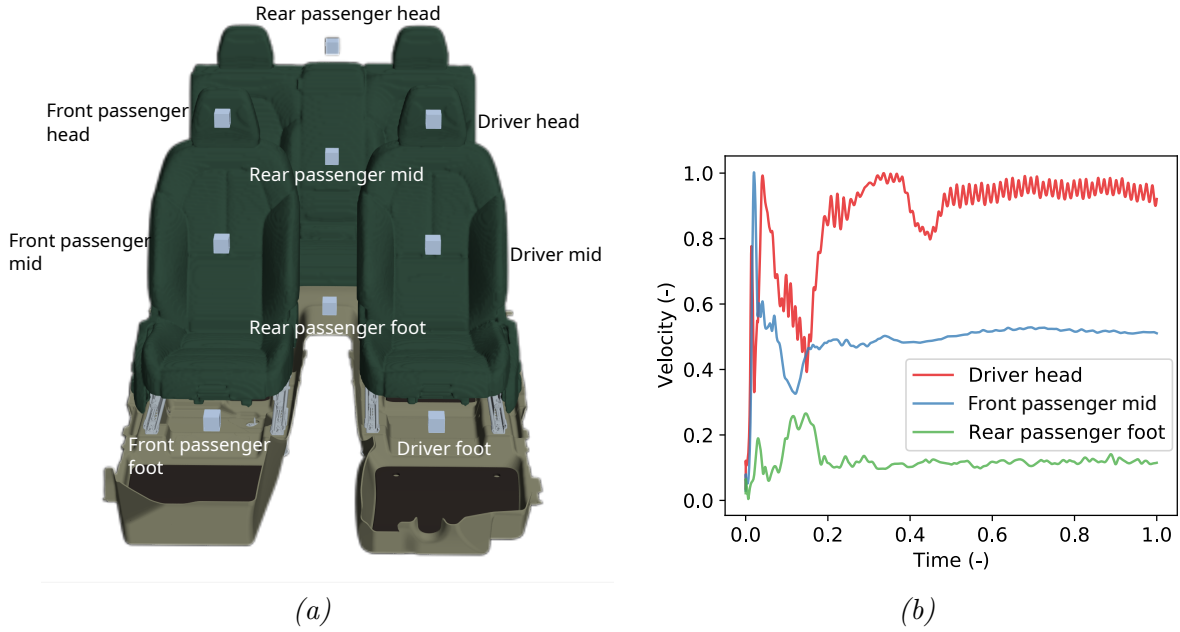 Rear passenger head
Front passenger
head
Driver head
Rear passenger mid
Front passenger
mid
Driver mid
Rear passenger foot
Front passenger
foot
Driver foot
(a)
1.0
0.8
0.6
0.4
0.2
0.0
Velocity (-)
Driver head
Front passenger mid
Rear passenger foot
0.0 0.2 0.4 0.6 0.8 1.0
Time (-)
(b)